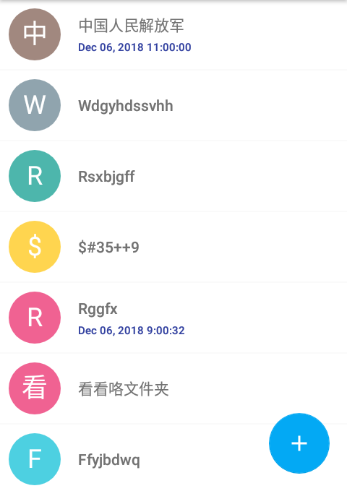 中 中国人民解放军
Dec 06, 2018 11:00:00
W Wdgyhdssvhh
R Rsxbjgff
$ $#35++9
R Rggfx
Dec 06, 2018 9:00:32
看 看看咯文件夹
F Ffyjbdwq
+